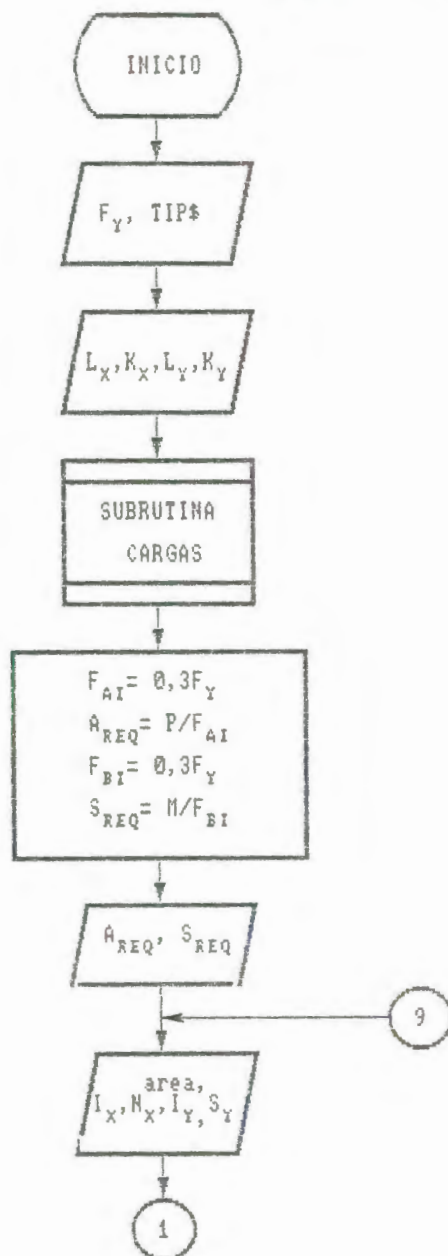 INICIO
F_Y, TIP$
L_X, K_X, L_Y, K_Y
SUBRUTINA
CARGAS
F_AI= 0,3F_Y
A_REQ= P/F_AI
F_BI= 0,3F_Y
S_REQ= M/F_BI
A_REQ, S_REQ
9
area,
I_X, N_X, I_Y, S_Y
1